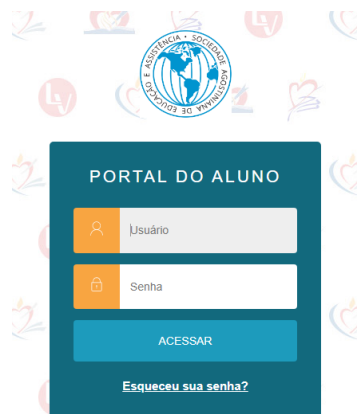 SOCIEDADE AGOSTINIANA DE EDUCAÇÃO E ASSISTÊNCIA •
PORTAL DO ALUNO
Usuário
Senha
ACESSAR
Esqueceu sua senha?